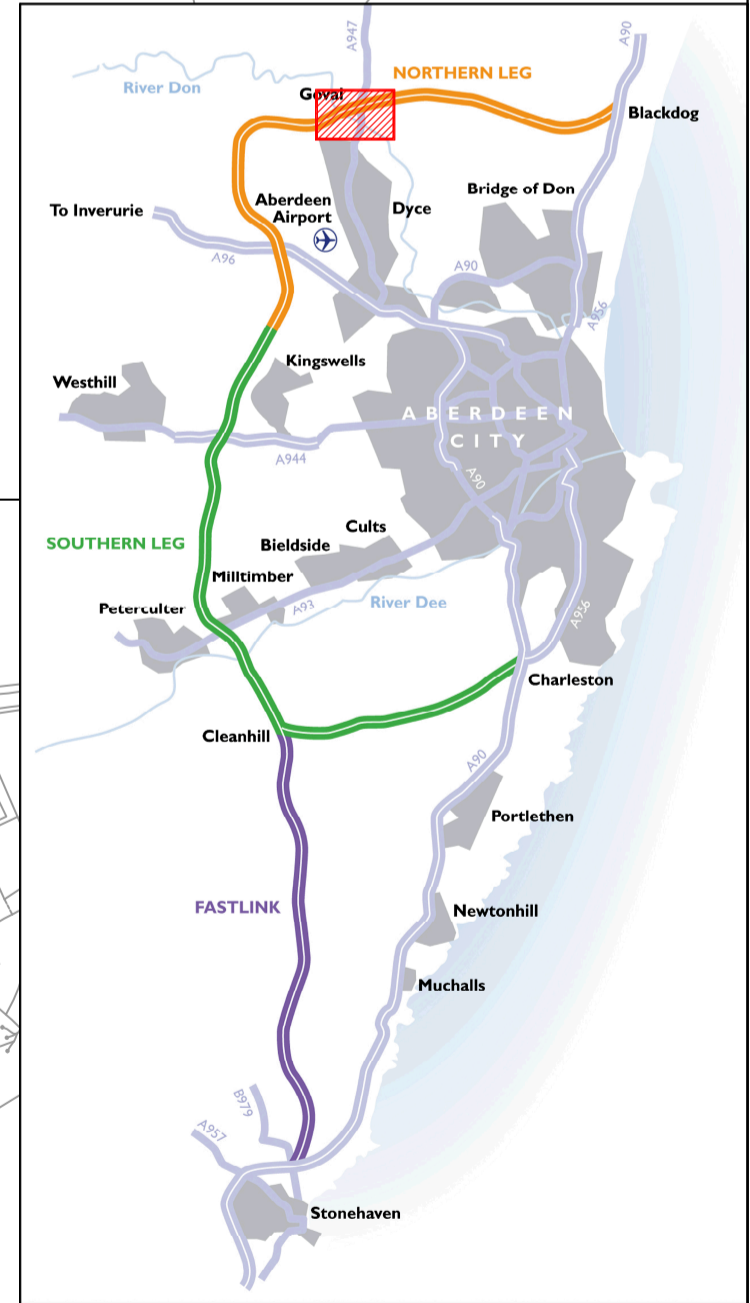 A947
A90
NORTHERN LEG
River Don
Goval
Blackdog
Bridge of Don
Aberdeen
Airport
Dyce
To Inverurie
A96
A90
A956
Kingswells
Westhill
ABERDEEN
CITY
A944
A90
Cults
SOUTHERN LEG
Bieldside
Milltimber
A93
River Dee
Peterculter
A956
Charleston
Cleanhill
A90
Portlethen
FASTLINK
Newtonhill
Muchalls
B979
A957
Stonehaven